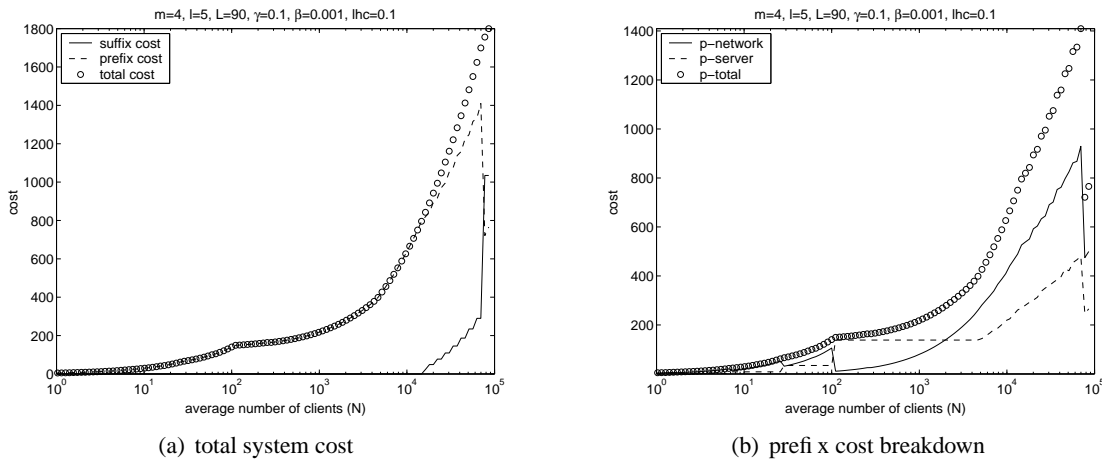 m=4, l=5, L=90, γ=0.1, β=0.001, lhc=0.1
1800
1600
1400
1200
1000
800
600
400
200
0
cost
suffix cost
prefix cost
total cost
10^0
10^1
10^2
10^3
10^4
10^5
average number of clients (N)
(a) total system cost
m=4, l=5, L=90, γ=0.1, β=0.001, lhc=0.1
1400
1200
1000
800
600
400
200
cost
p-network
p-server
p-total
10^0
10^1
10^2
10^3
10^4
10^5
average number of clients (N)
(b) prefi x cost breakdown